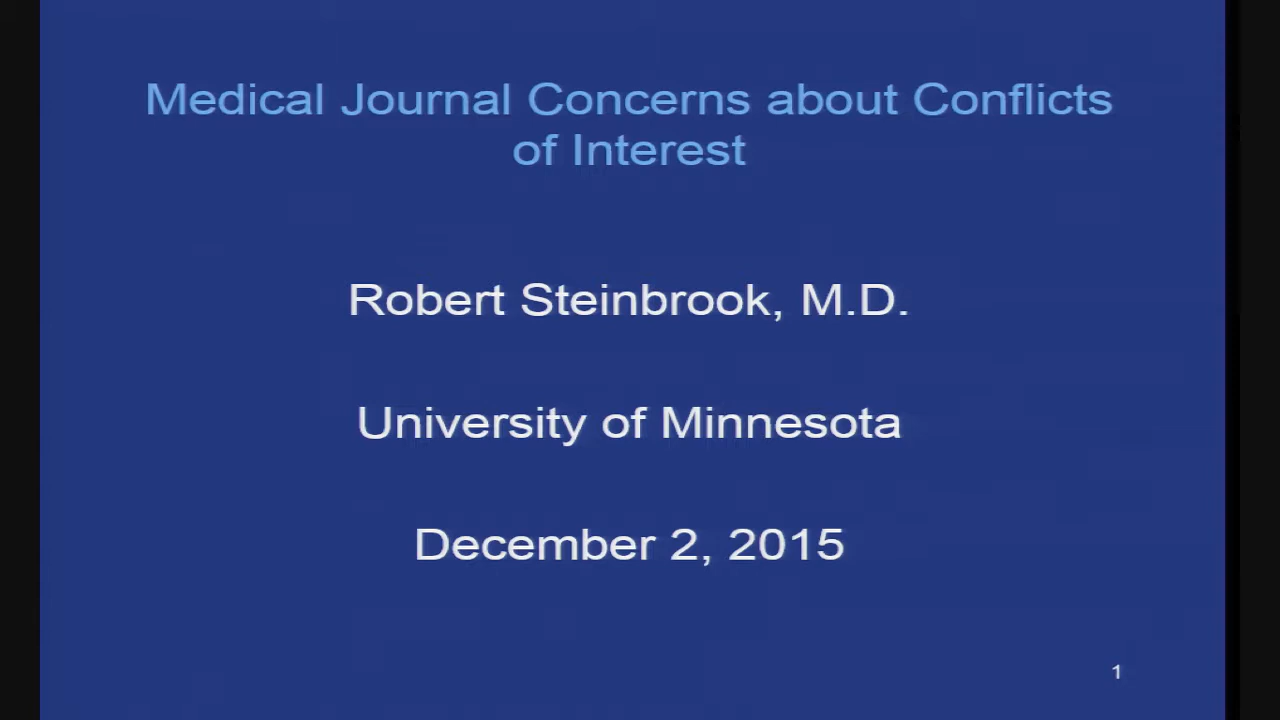 Medical Journal Concerns about Conflicts
of Interest
Robert Steinbrook, M.D.
University of Minnesota
December 2, 2015
1